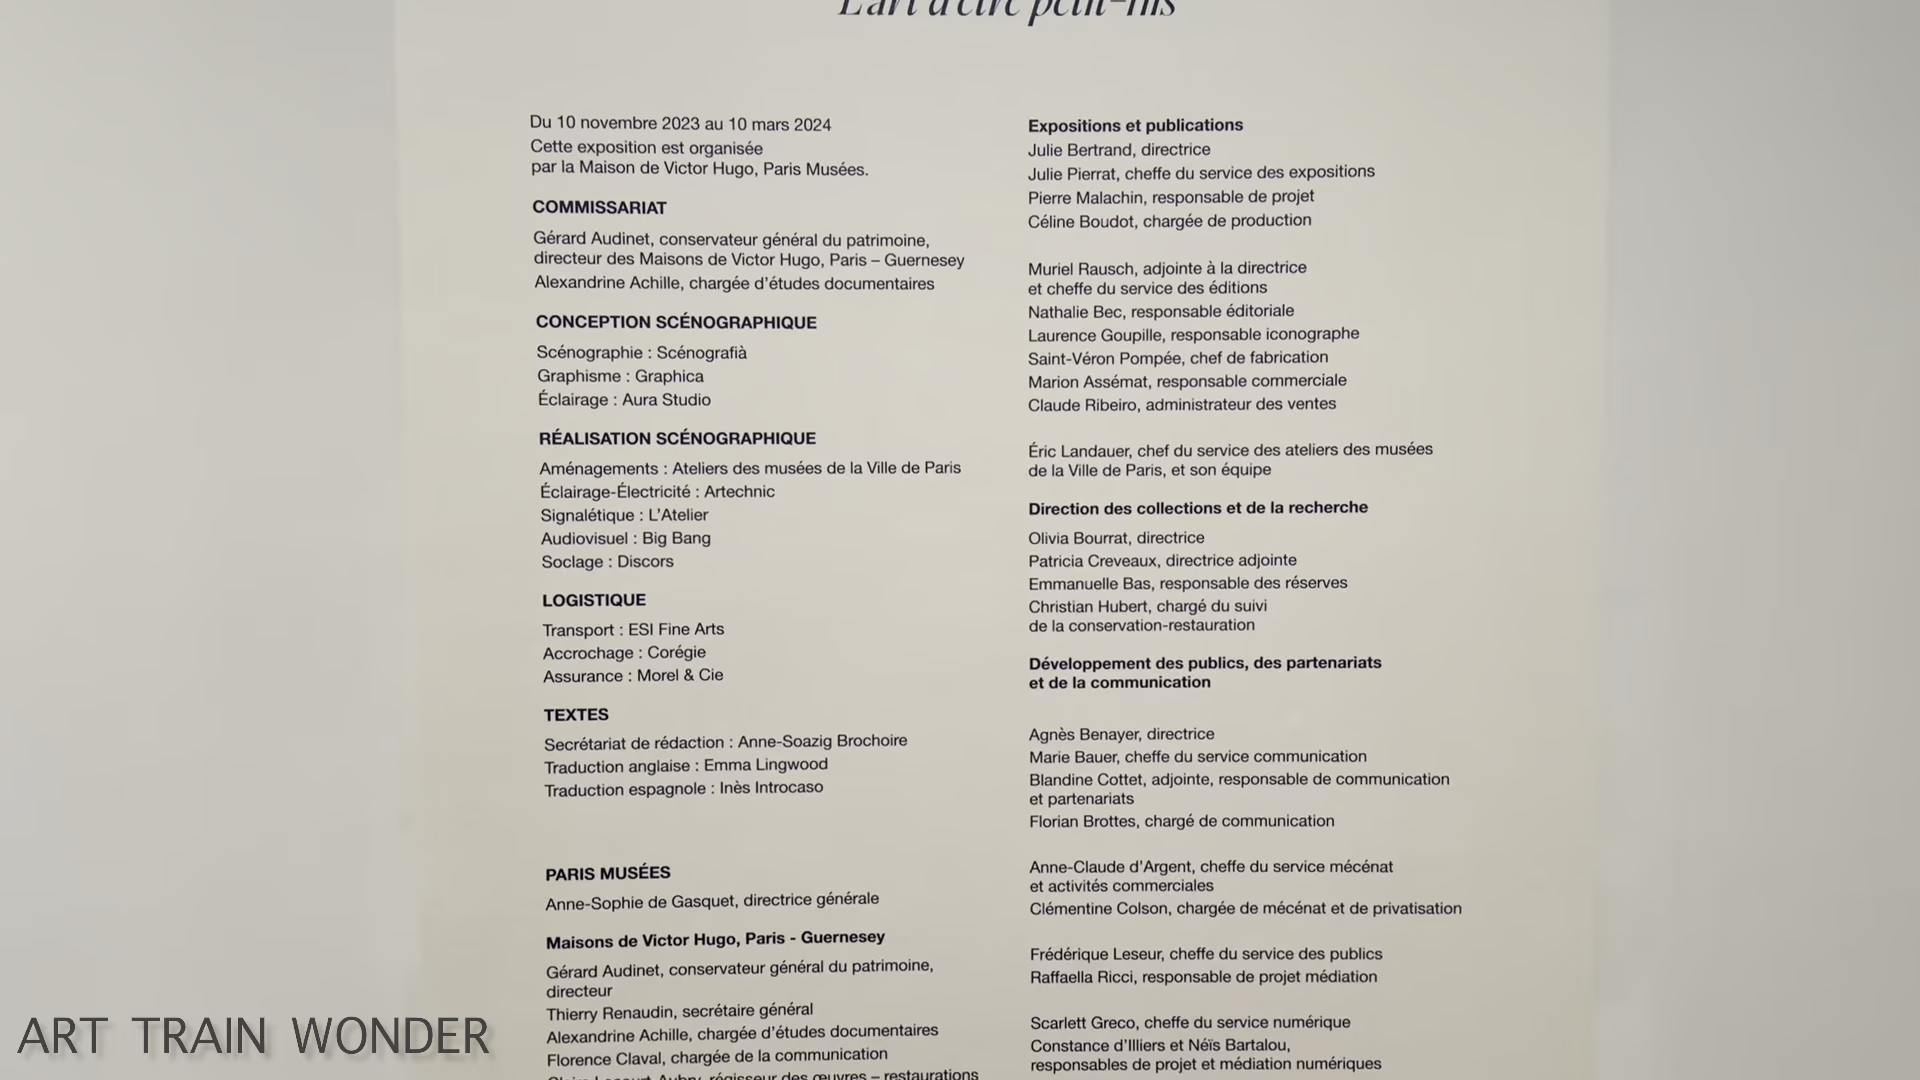 L'art d'être petit-fils
Du 10 novembre 2023 au 10 mars 2024
Cette exposition est organisée
par la Maison de Victor Hugo, Paris Musées.
COMMISSARIAT
Gérard Audinet, conservateur général du patrimoine,
directeur des Maisons de Victor Hugo, Paris – Guernesey
Alexandrine Achille, chargée d'études documentaires
CONCEPTION SCÉNOGRAPHIQUE
Scénographie : Scénografià
Graphisme : Graphica
Éclairage : Aura Studio
RÉALISATION SCÉNOGRAPHIQUE
Aménagements : Ateliers des musées de la Ville de Paris
Éclairage-Électricité : Artechnic
Signalétique : L'Atelier
Audiovisuel : Big Bang
Soclage : Discors
LOGISTIQUE
Transport : ESI Fine Arts
Accrochage : Corégie
Assurance : Morel & Cie
TEXTES
Secrétariat de rédaction : Anne-Soazig Brochoire
Traduction anglaise : Emma Lingwood
Traduction espagnole : Inès Introcaso
PARIS MUSÉES
Anne-Sophie de Gasquet, directrice générale
Maisons de Victor Hugo, Paris - Guernesey
Gérard Audinet, conservateur général du patrimoine,
directeur
Thierry Renaudin, secrétaire général
Alexandrine Achille, chargée d'études documentaires
Florence Claval, chargée de la communication
régisseur des œuvres – restaurations
Expositions et publications
Julie Bertrand, directrice
Julie Pierrat, cheffe du service des expositions
Pierre Malachin, responsable de projet
Céline Boudot, chargée de production
Muriel Rausch, adjointe à la directrice
et cheffe du service des éditions
Nathalie Bec, responsable éditoriale
Laurence Goupille, responsable iconographe
Saint-Véron Pompée, chef de fabrication
Marion Assémat, responsable commerciale
Claude Ribeiro, administrateur des ventes
Éric Landauer, chef du service des ateliers des musées
de la Ville de Paris, et son équipe
Direction des collections et de la recherche
Olivia Bourrat, directrice
Patricia Creveaux, directrice adjointe
Emmanuelle Bas, responsable des réserves
Christian Hubert, chargé du suivi
de la conservation-restauration
Développement des publics, des partenariats
et de la communication
Agnès Benayer, directrice
Marie Bauer, cheffe du service communication
Blandine Cottet, adjointe, responsable de communication
et partenariats
Florian Brottes, chargé de communication
Anne-Claude d'Argent, cheffe du service mécénat
et activités commerciales
Clémentine Colson, chargée de mécénat et de privatisation
Frédérique Leseur, cheffe du service des publics
Raffaella Ricci, responsable de projet médiation
Scarlett Greco, cheffe du service numérique
Constance d'Illiers et Néïs Bartalou,
responsables de projet et médiation numériques
ART TRAIN WONDER